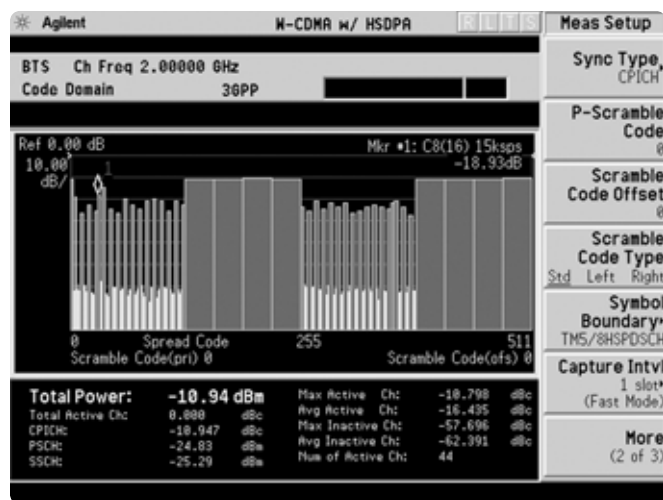 Agilent W-CDMA w/ HSDPA R L T S
Meas Setup
BTS Ch Freq 2.00000 GHz
Code Domain 3GPP
Ref 0.00 dB Mkr •1: C8(16) 15ksps
10.00 1 -18.93dB
dB/
0 Spread Code 255 511
Scramble Code(pri) 0 Scramble Code(ofs) 0
Total Power: -10.94 dBm
Total Active Ch: 0.000 dBc
CPICH: -10.947 dBc
PSCH: -24.83 dBm
SSCH: -25.29 dBm
Max Active Ch: -10.798 dBc
Avg Active Ch: -16.435 dBc
Max Inactive Ch: -57.696 dBc
Avg Inactive Ch: -62.391 dBc
Num of Active Ch: 44
Sync Type
CPICH
P-Scramble
Code
0
Scramble
Code Offset
0
Scramble
Code Type
Std Left Right
Symbol
Boundary
TM5/8HSPDSCH
Capture Intvl
1 slot
(Fast Mode)
More
(2 of 3)